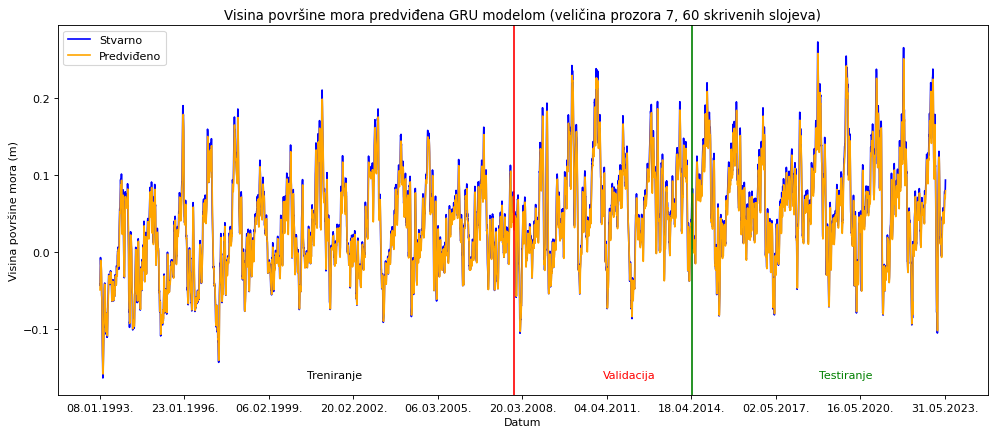 Visina površine mora predviđena GRU modelom (veličina prozora 7, 60 skrivenih slojeva)
Stvarno
Predviđeno
Visina površine mora (m)
0.2
0.1
0.0
−0.1
Treniranje
Validacija
Testiranje
08.01.1993.
23.01.1996.
06.02.1999.
20.02.2002.
06.03.2005.
20.03.2008.
04.04.2011.
18.04.2014.
02.05.2017.
16.05.2020.
31.05.2023.
Datum